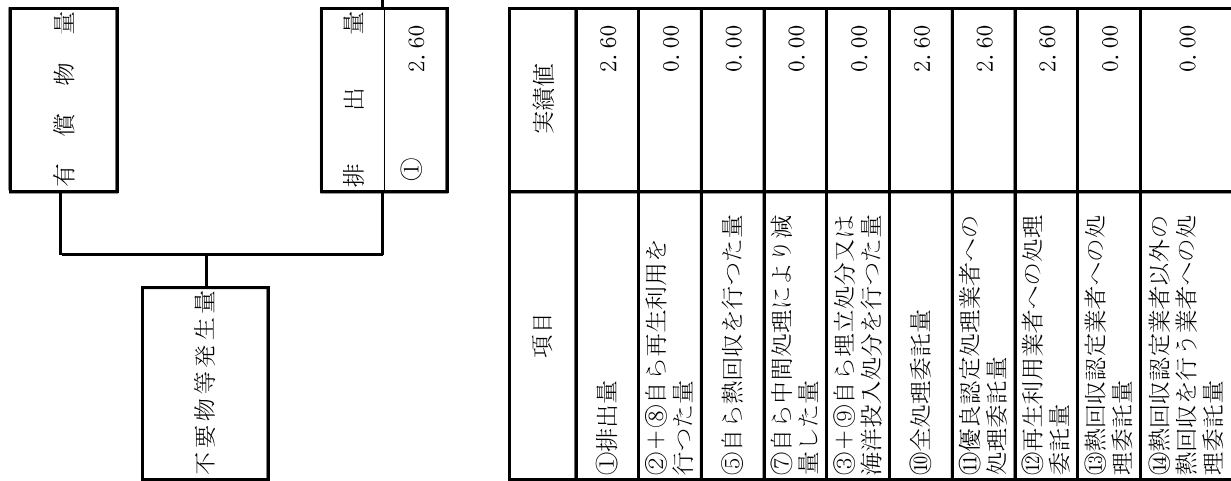 有償物量
排出量
① 2.60
不要物等発生量
項目 実績値
①排出量 2.60
②+⑧自ら再生利用を
行つた量 0.00
⑤自ら熱回収を行つた量 0.00
⑦自ら中間処理により減
量した量 0.00
③+⑨自ら埋立処分又は
海洋投入処分を行つた量 0.00
⑩全処理委託量 2.60
⑪優良認定処理業者への
処理委託量 2.60
⑫再生利用業者への処理
委託量 2.60
⑬熱回収認定業者への処
理委託量 0.00
⑭熱回収認定業者以外の
熱回収を行う業者への処
理委託量 0.00